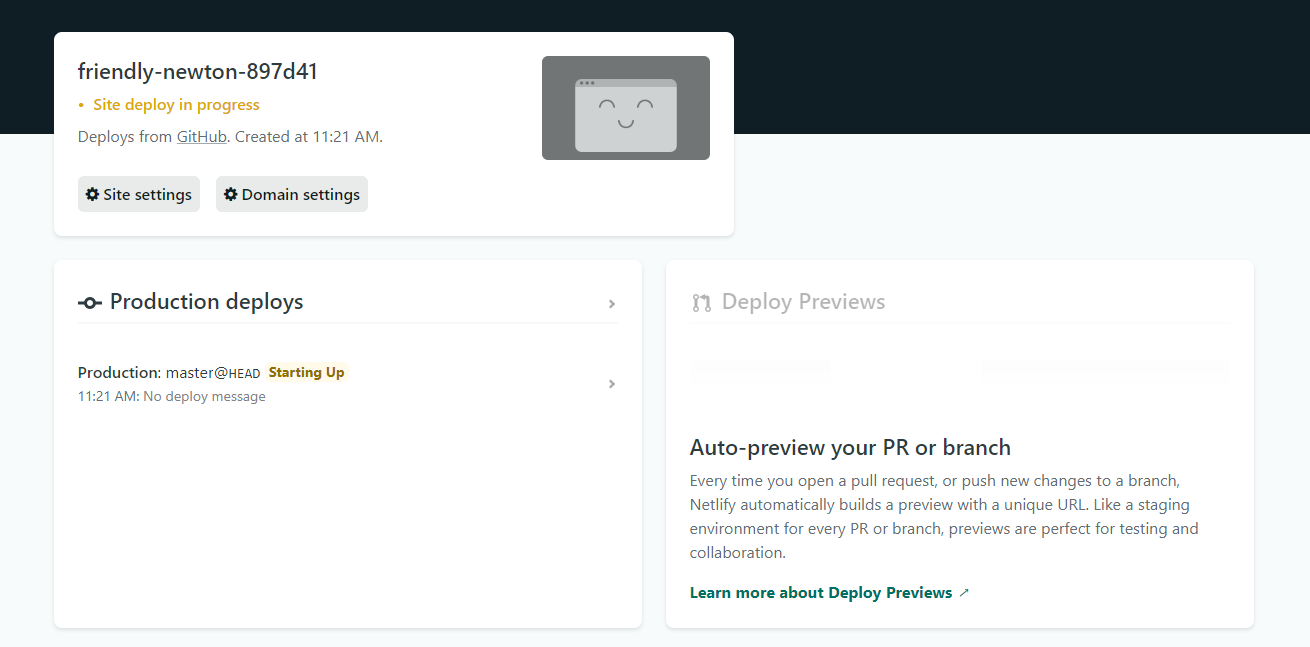 friendly-newton-897d41
• Site deploy in progress
Deploys from GitHub. Created at 11:21 AM.
Site settings
Domain settings
Production deploys
Production: master@HEAD Starting Up
11:21 AM: No deploy message
Deploy Previews
Auto-preview your PR or branch
Every time you open a pull request, or push new changes to a branch,
Netlify automatically builds a preview with a unique URL. Like a staging
environment for every PR or branch, previews are perfect for testing and
collaboration.
Learn more about Deploy Previews ↗